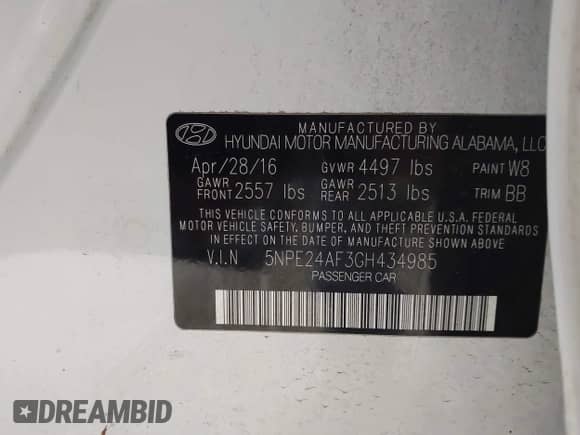 MANUFACTURED BY
HYUNDAI MOTOR MANUFACTURING ALABAMA, LLC
Apr/28/16 GVWR 4497 lbs PAINT W8
GAWR FRONT 2557 lbs GAWR REAR 2513 lbs TRIM BB
THIS VEHICLE CONFORMS TO ALL APPLICABLE U.S.A. FEDERAL
MOTOR VEHICLE SAFETY, BUMPER, AND THEFT PREVENTION STANDARDS
IN EFFECT ON THE DATE OF MANUFACTURE SHOWN ABOVE
V.I.N 5NPE24AF3GH434985
PASSENGER CAR
DREAMBID